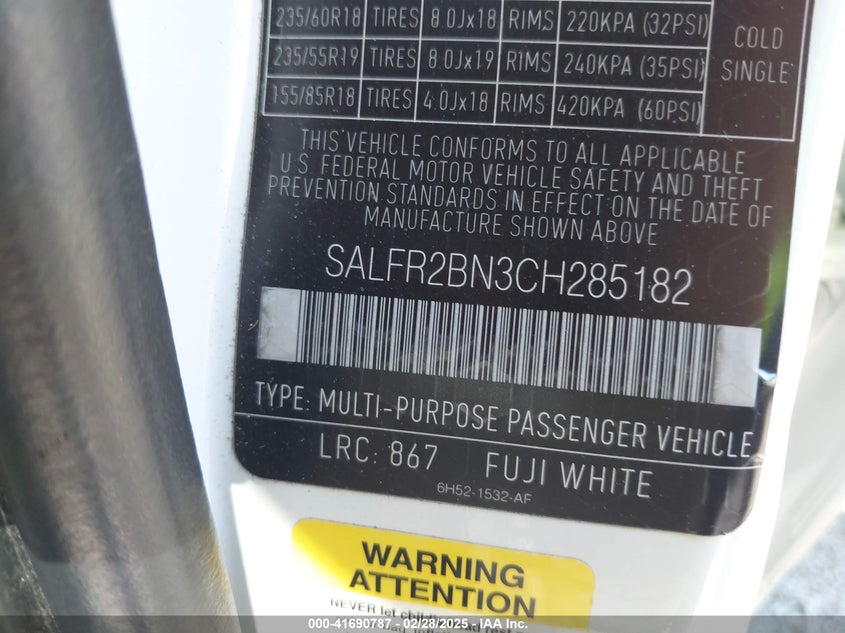 235/60R18 TIRES 8.0Jx18 RIMS 220KPA (32PSI)
235/55R19 TIRES 8.0Jx19 RIMS 240KPA (35PSI)
155/85R18 TIRES 4.0Jx18 RIMS 420KPA (60PSI)
COLD
SINGLE
THIS VEHICLE CONFORMS TO ALL APPLICABLE
U.S. FEDERAL MOTOR VEHICLE SAFETY AND THEFT
PREVENTION STANDARDS IN EFFECT ON THE DATE OF
MANUFACTURE SHOWN ABOVE
SALFR2BN3CH285182
TYPE: MULTI-PURPOSE PASSENGER VEHICLE
LRC: 867 FUJI WHITE
6H52-1532-AF
WARNING
ATTENTION
NEVER let
000-41690787 - 02/28/2025 - IAA Inc.